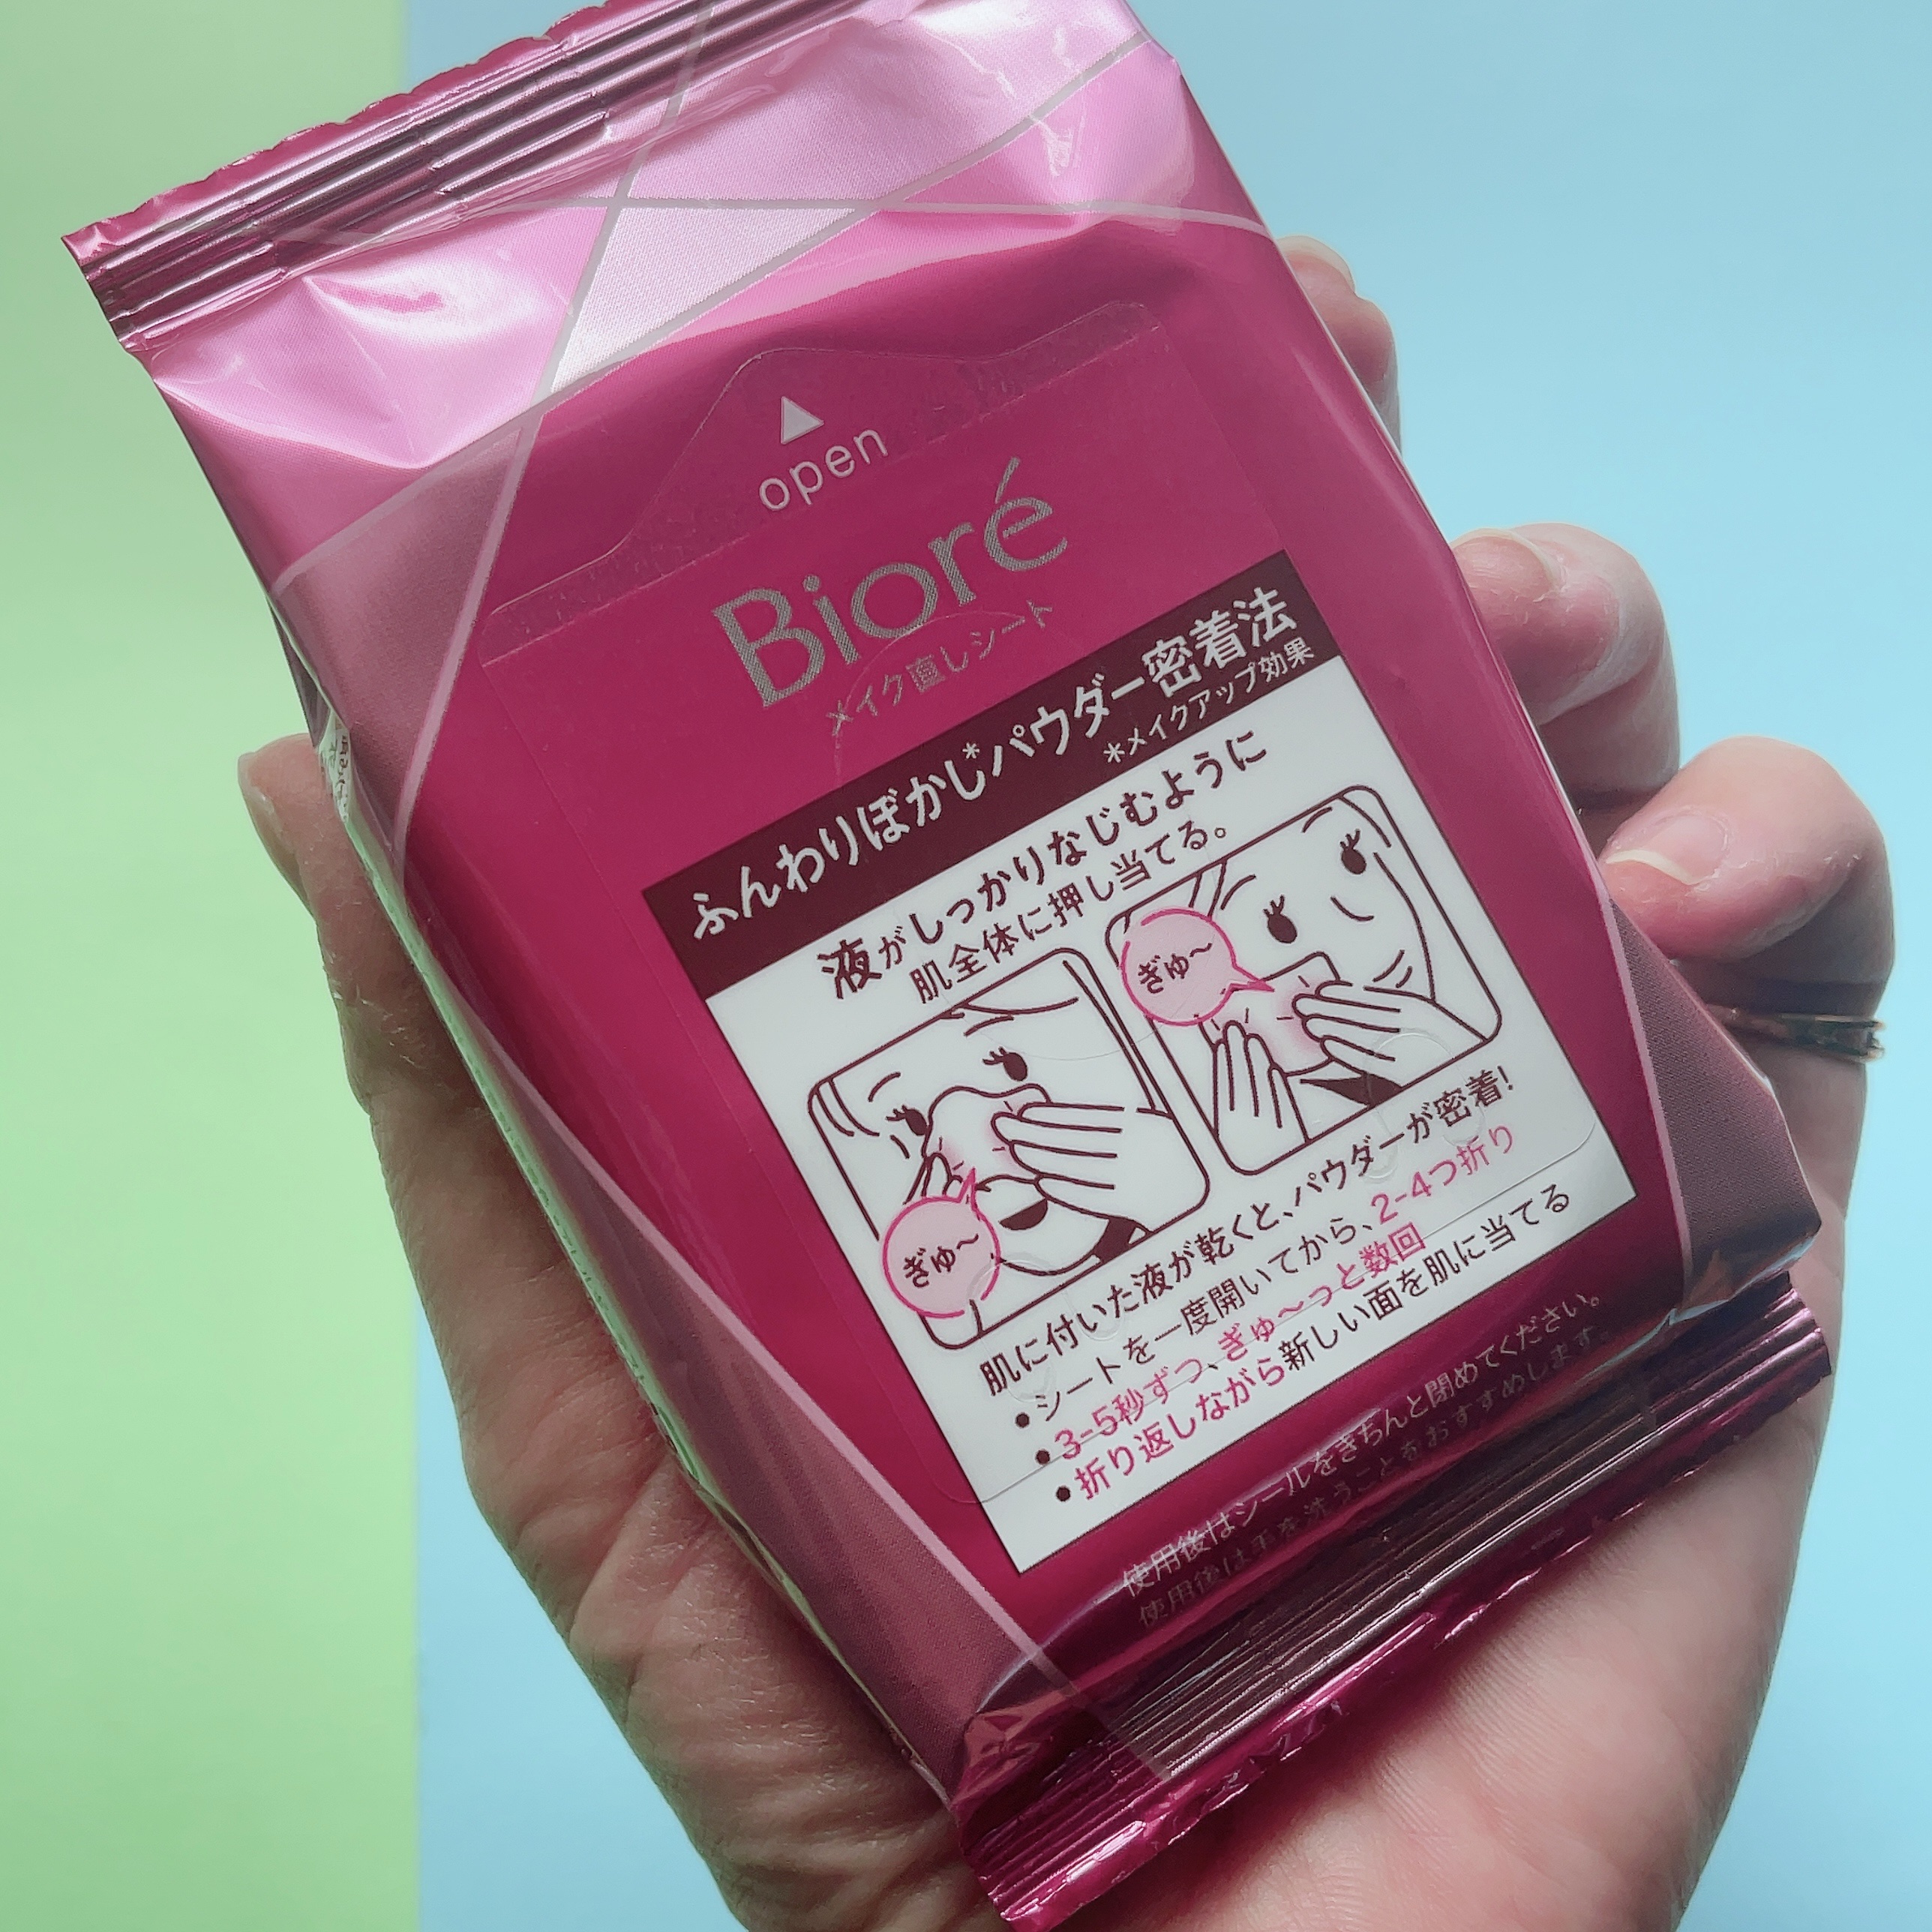 open
Bioré
メイク直しシート
ふんわりぼかし*パウダー密着法
*メイクアップ効果
液がしっかりなじむように
肌全体に押し当てる。
ぎゅ〜
ぎゅ〜
肌に付いた液が乾くと、パウダーが密着!
●シートを一度開いてから、2-4つ折り
●3-5秒ずつ、ぎゅ〜っと数回
●折り返しながら新しい面を肌に当てる
使用後はシールをきちんと閉めてください。
使用後は手を洗うことをおすすめします。